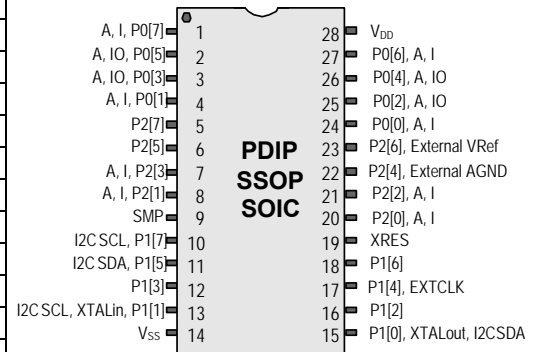 A, I, P0[7] 1 28 VDD
A, IO, P0[5] 2 27 P0[6], A, I
A, IO, P0[3] 3 26 P0[4], A, IO
A, I, P0[1] 4 25 P0[2], A, IO
P2[7] 5 24 P0[0], A, I
P2[5] 6 PDIP 23 P2[6], External VRef
A, I, P2[3] 7 SSOP 22 P2[4], External AGND
A, I, P2[1] 8 SOIC 21 P2[2], A, I
SMP 9 20 P2[0], A, I
I2C SCL, P1[7] 10 19 XRES
I2C SDA, P1[5] 11 18 P1[6]
P1[3] 12 17 P1[4], EXTCLK
I2C SCL, XTALin, P1[1] 13 16 P1[2]
Vss 14 15 P1[0], XTALout, I2C SDA